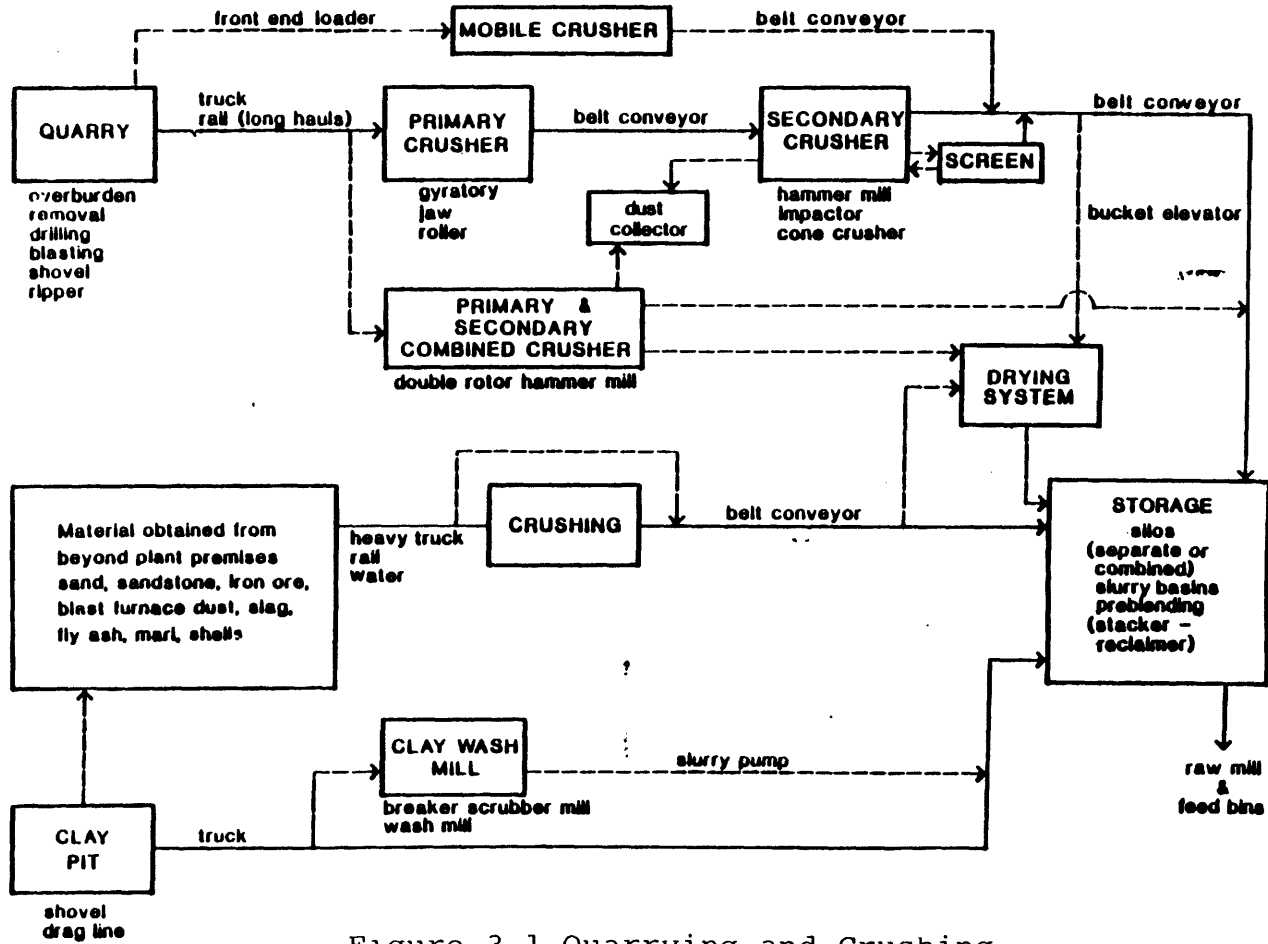 front end loader
MOBILE CRUSHER
belt conveyor
QUARRY
overburden
removal
drilling
blasting
shovel
ripper
truck
rail (long hauls)
PRIMARY
CRUSHER
gyratory
jaw
roller
belt conveyor
SECONDARY
CRUSHER
hammer mill
impactor
cone crusher
SCREEN
belt conveyor
bucket elevator
dust
collector
PRIMARY &
SECONDARY
COMBINED CRUSHER
double rotor hammer mill
DRYING
SYSTEM
Material obtained from
beyond plant premises
sand, sandstone, iron ore,
blast furnace dust, slag,
fly ash, marl, shells
heavy truck
rail
water
CRUSHING
belt conveyor
STORAGE
silos
(separate or
combined)
slurry basins
preblending
(stacker -
reclaimer)
CLAY WASH
MILL
breaker scrubber mill
wash mill
slurry pump
raw mill
&
feed bins
CLAY
PIT
shovel
drag line
truck
Figure 3.1 Quarrying and Crushing